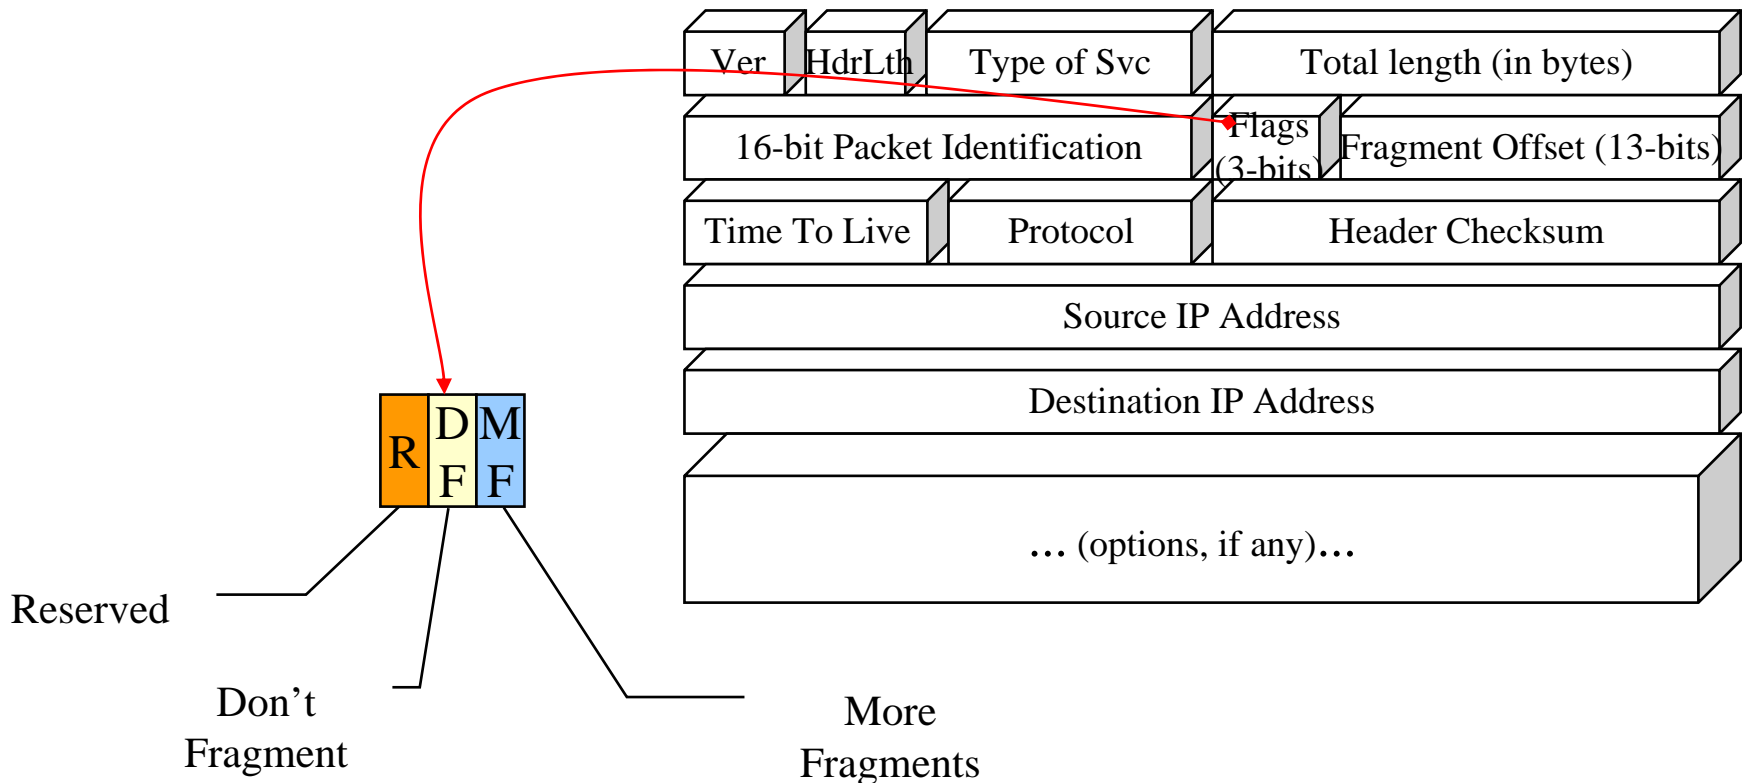 Ver HdrLth Type of Svc Total length (in bytes)
16-bit Packet Identification Flags (3-bits) Fragment Offset (13-bits)
Time To Live Protocol Header Checksum
Source IP Address
Destination IP Address
... (options, if any)...
R DF MF
Reserved
Don’t
Fragment
More
Fragments